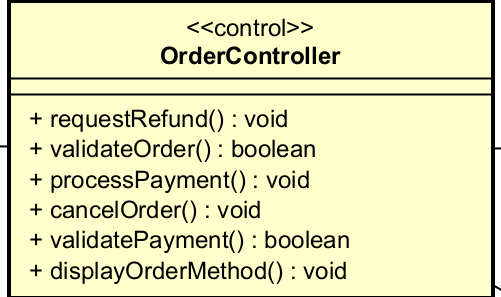 <<control>>
OrderController
+ requestRefund() : void
+ validateOrder() : boolean
+ processPayment() : void
+ cancelOrder() : void
+ validatePayment() : boolean
+ displayOrderMethod() : void